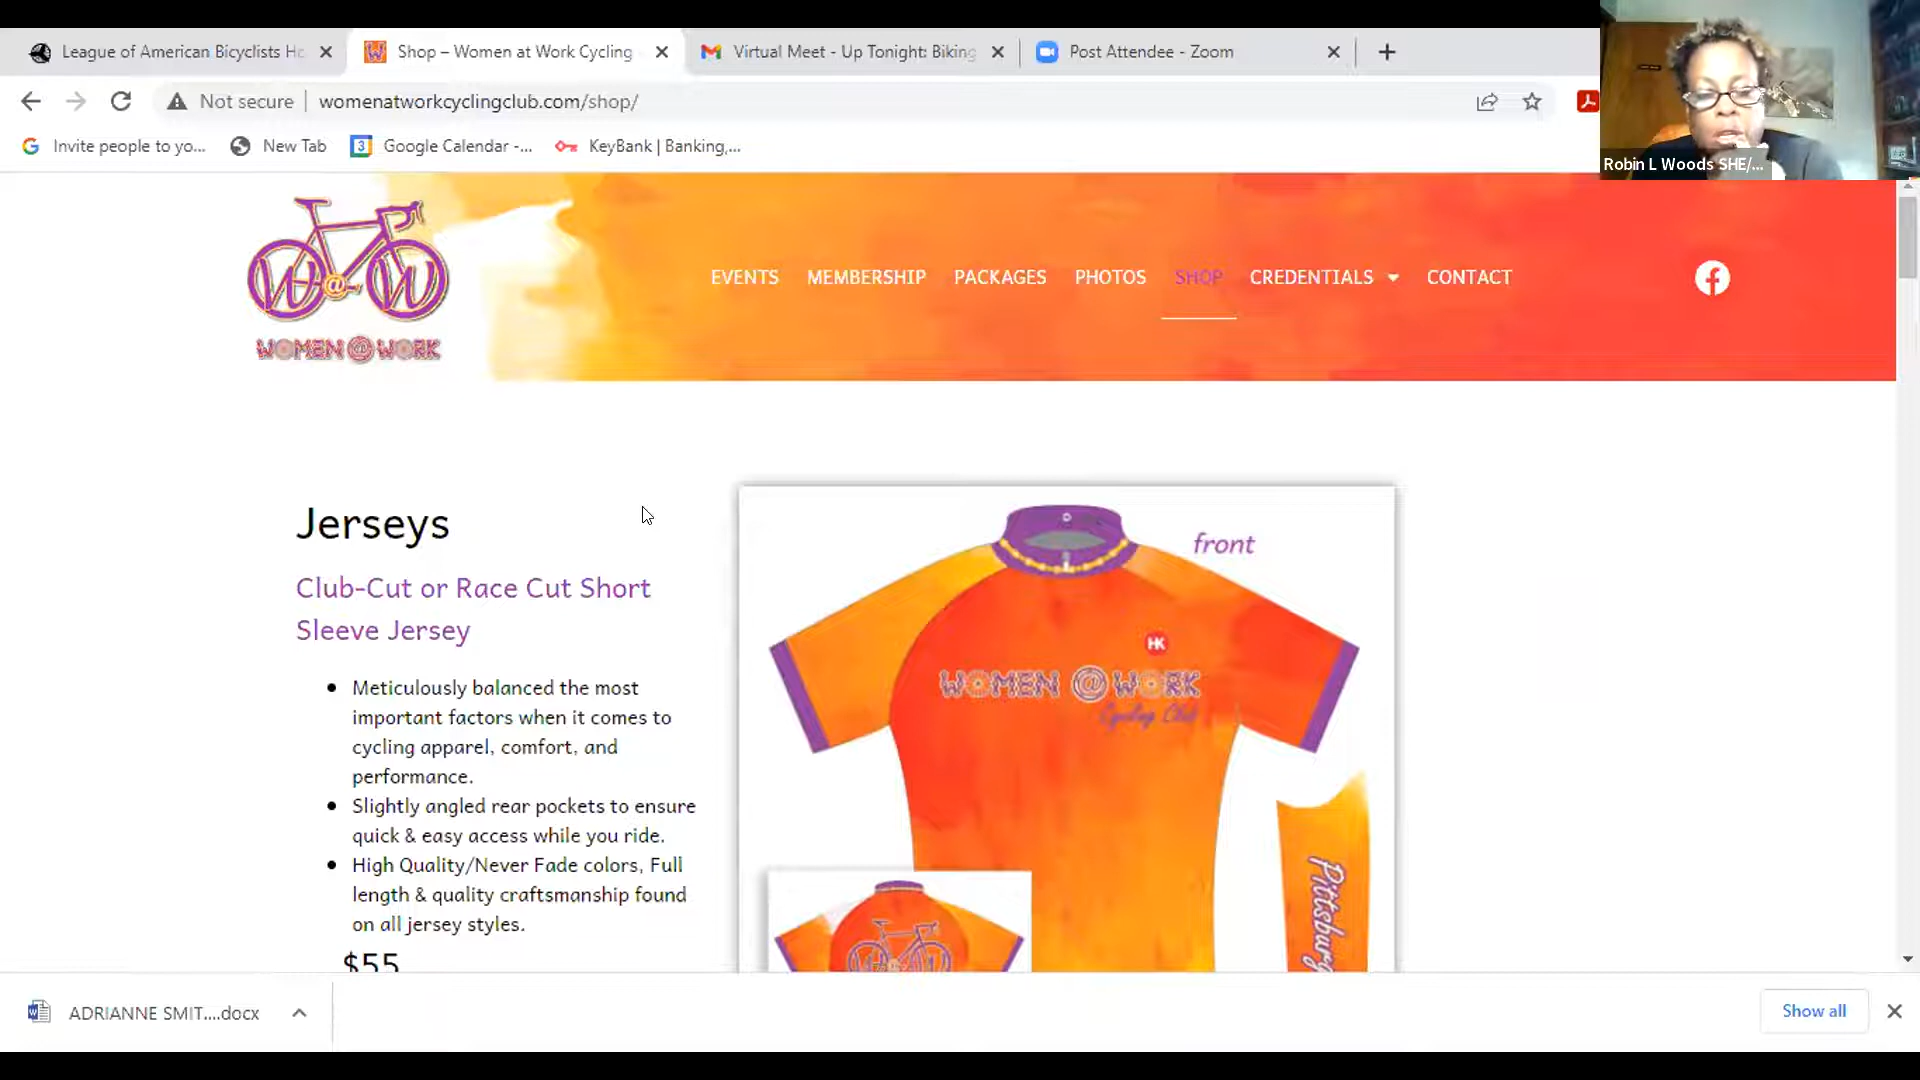 League of American Bicyclists Ho
Shop – Women at Work Cycling
Virtual Meet - Up Tonight: Biking
Post Attendee - Zoom
Not secure
womenatworkcyclingclub.com/shop/
Invite people to yo...
New Tab
3
Google Calendar -...
KeyBank | Banking,...
Robin L Woods SHE/...
W@W
WOMEN @ WORK
EVENTS
MEMBERSHIP
PACKAGES
PHOTOS
SHOP
CREDENTIALS
CONTACT
Jerseys
Club-Cut or Race Cut Short
Sleeve Jersey
Meticulously balanced the most
important factors when it comes to
cycling apparel, comfort, and
performance.
Slightly angled rear pockets to ensure
quick & easy access while you ride.
High Quality/Never Fade colors, Full
length & quality craftsmanship found
on all jersey styles.
$55
front
HK
WOMEN @ WORK
Cycling Club
Pittsburg
ADRIANNE SMIT....docx
Show all